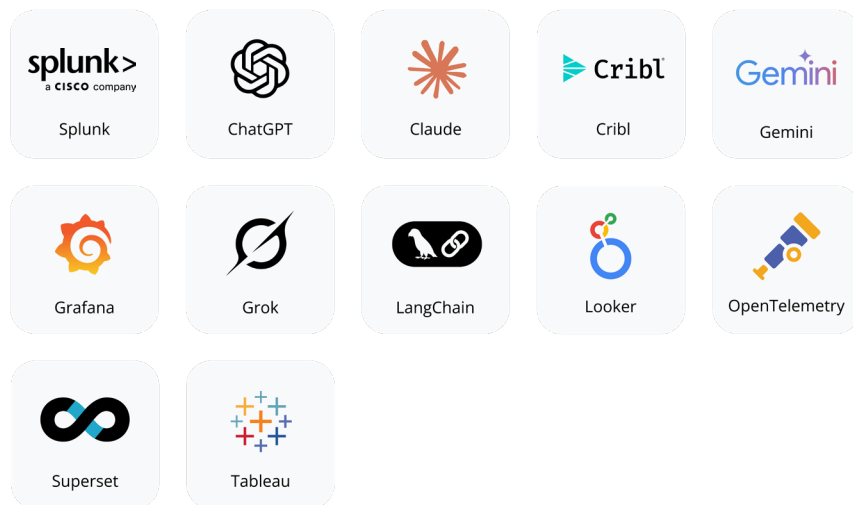 splunk>
a CISCO company
Splunk
ChatGPT
Claude
Cribl
Cribl
Gemini
Gemini
Grafana
Grok
LangChain
Looker
OpenTelemetry
Superset
Tableau